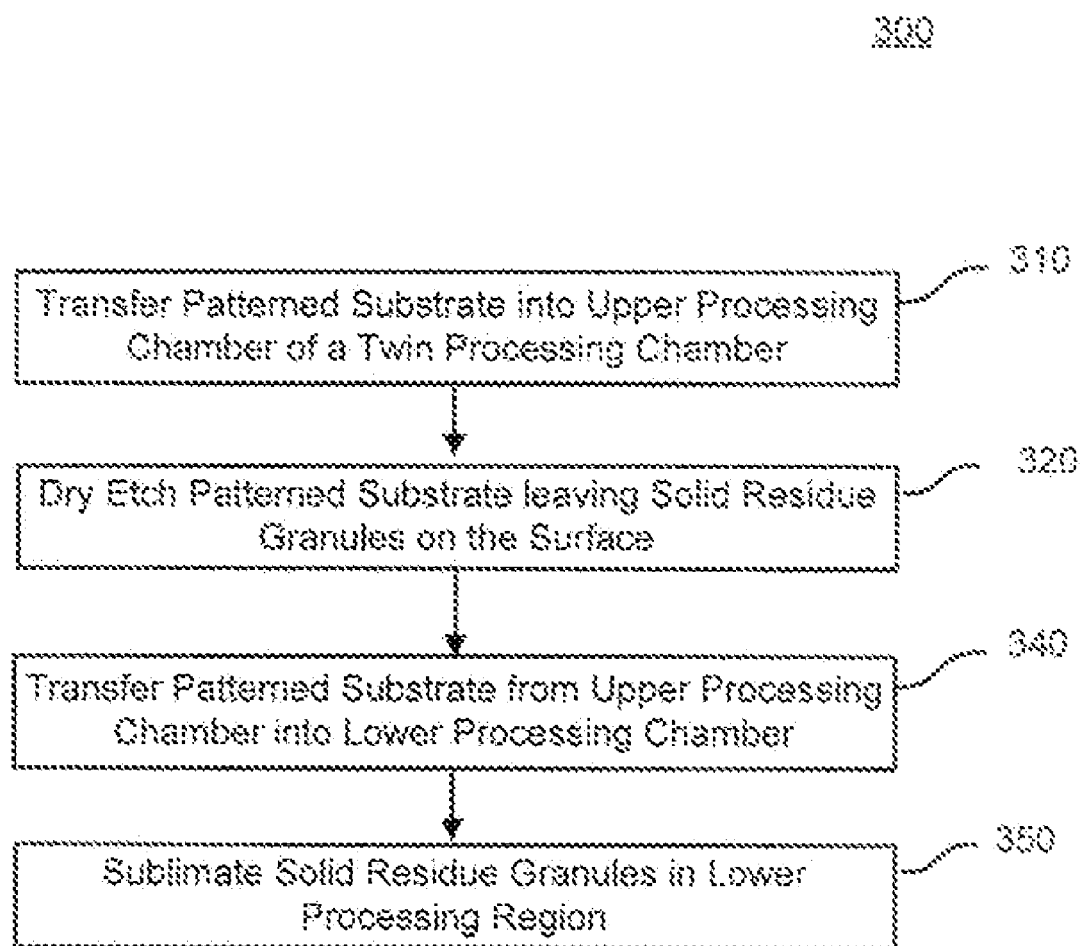 300
310
Transfer Patterned Substrate into Upper Processing
Chamber of a Twin Processing Chamber
320
Dry Etch Patterned Substrate leaving Solid Residue
Granules on the Surface
340
Transfer Patterned Substrate from Upper Processing
Chamber into Lower Processing Chamber
350
Sublimate Solid Residue Granules in Lower
Processing Region